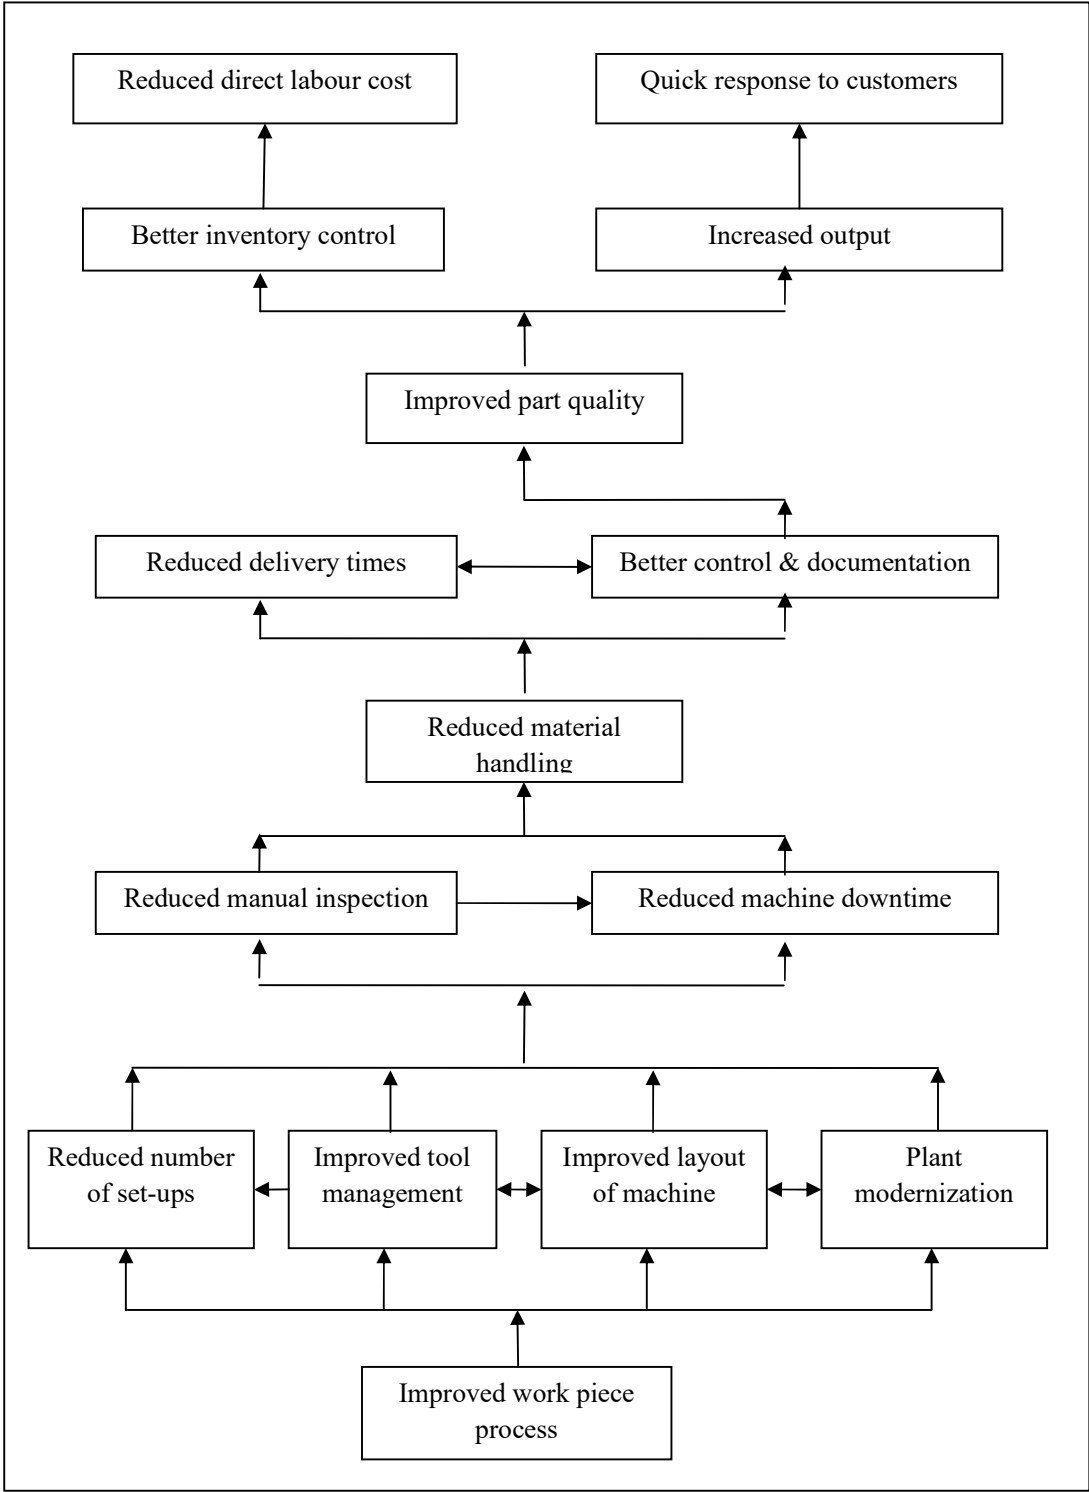 Reduced direct labour cost
Quick response to customers
Better inventory control
Increased output
Improved part quality
Reduced delivery times
Better control & documentation
Reduced material
handling
Reduced manual inspection
Reduced machine downtime
Reduced number
of set-ups
Improved tool
management
Improved layout
of machine
Plant
modernization
Improved work piece
process